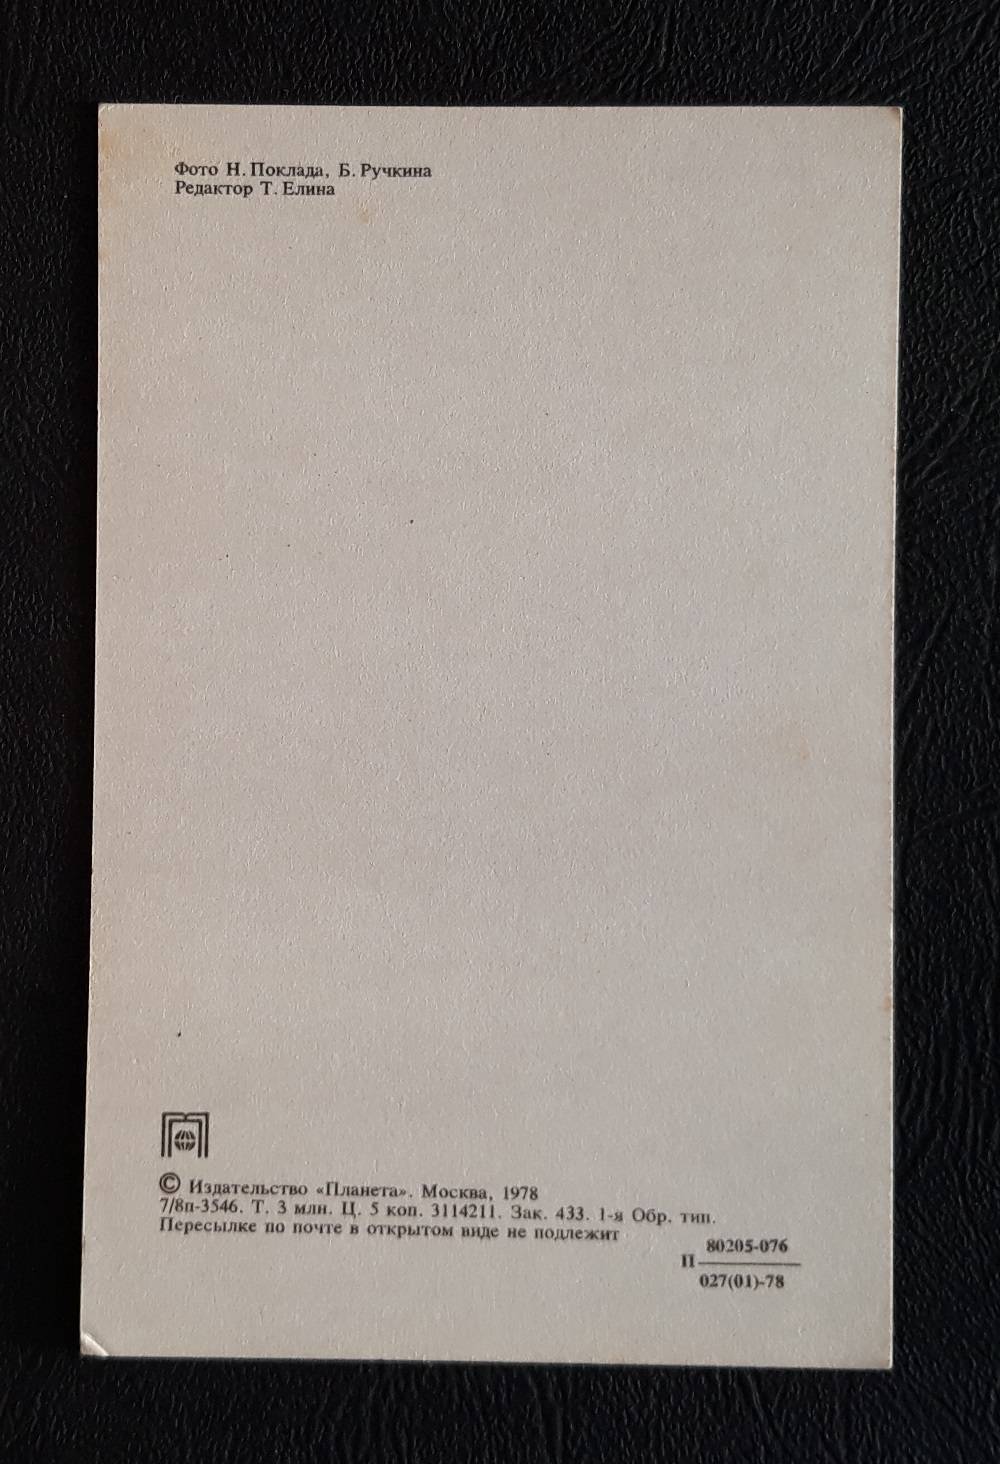 Фото Н. Поклада, Б. Ручкина
Редактор Т. Елина
© Издательство «Планета». Москва, 1978
7/8п-3546. Т. 3 млн. Ц. 5 коп. 3114211. Зак. 433. 1-я Обр. тип.
Пересылке по почте в открытом виде не подлежит
80205-076
П
027(01)-78